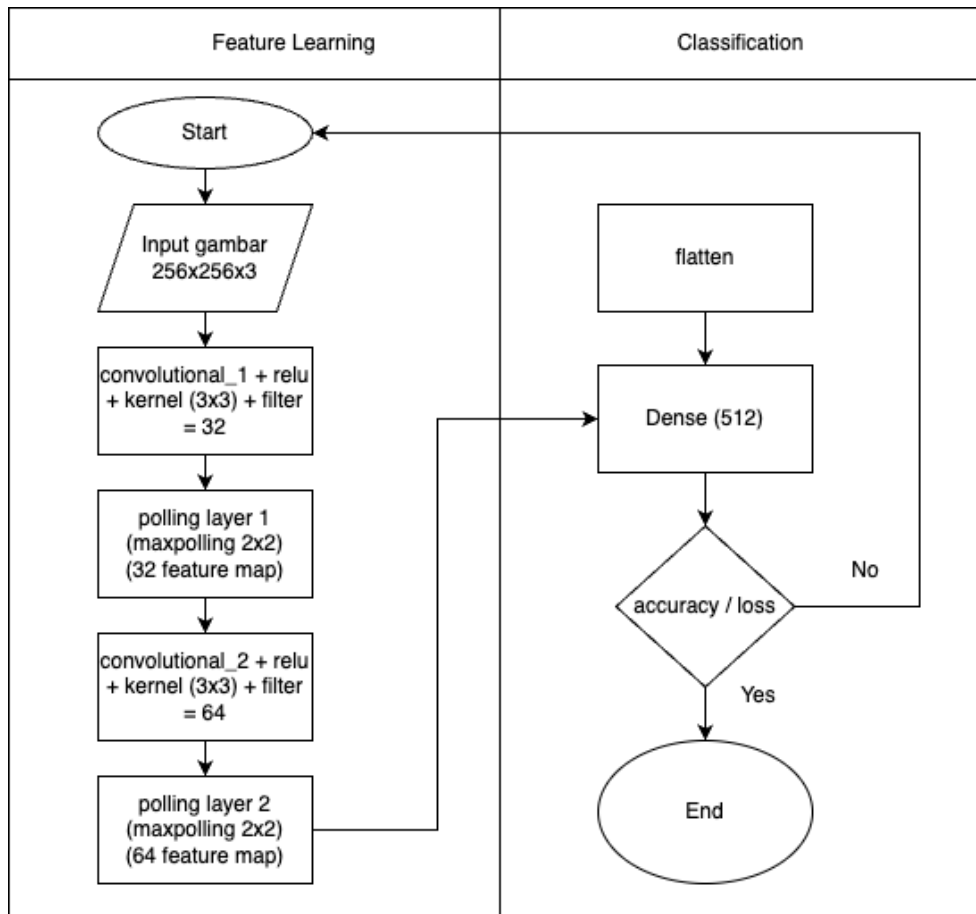 Feature Learning
Classification
Start
Input gambar
256x256x3
convolutional_1 + relu
+ kernel (3x3) + filter
= 32
polling layer 1
(maxpolling 2x2)
(32 feature map)
convolutional_2 + relu
+ kernel (3x3) + filter
= 64
polling layer 2
(maxpolling 2x2)
(64 feature map)
flatten
Dense (512)
accuracy / loss
No
Yes
End